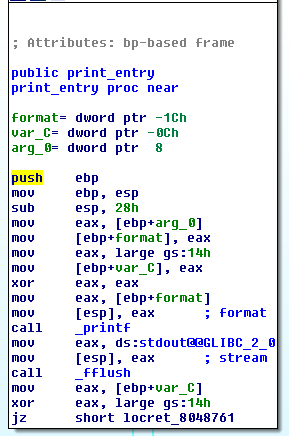 ; Attributes: bp-based frame
public print_entry
print_entry proc near
format= dword ptr -1Ch
var_C= dword ptr -0Ch
arg_0= dword ptr  8
push    ebp
mov     ebp, esp
sub     esp, 28h
mov     eax, [ebp+arg_0]
mov     [ebp+format], eax
mov     eax, large gs:14h
mov     [ebp+var_C], eax
xor     eax, eax
mov     eax, [ebp+format]
mov     [esp], eax      ; format
call    _printf
mov     eax, ds:stdout@@GLIBC_2_0
mov     [esp], eax      ; stream
call    _fflush
mov     eax, [ebp+var_C]
xor     eax, large gs:14h
jz      short locret_8048761